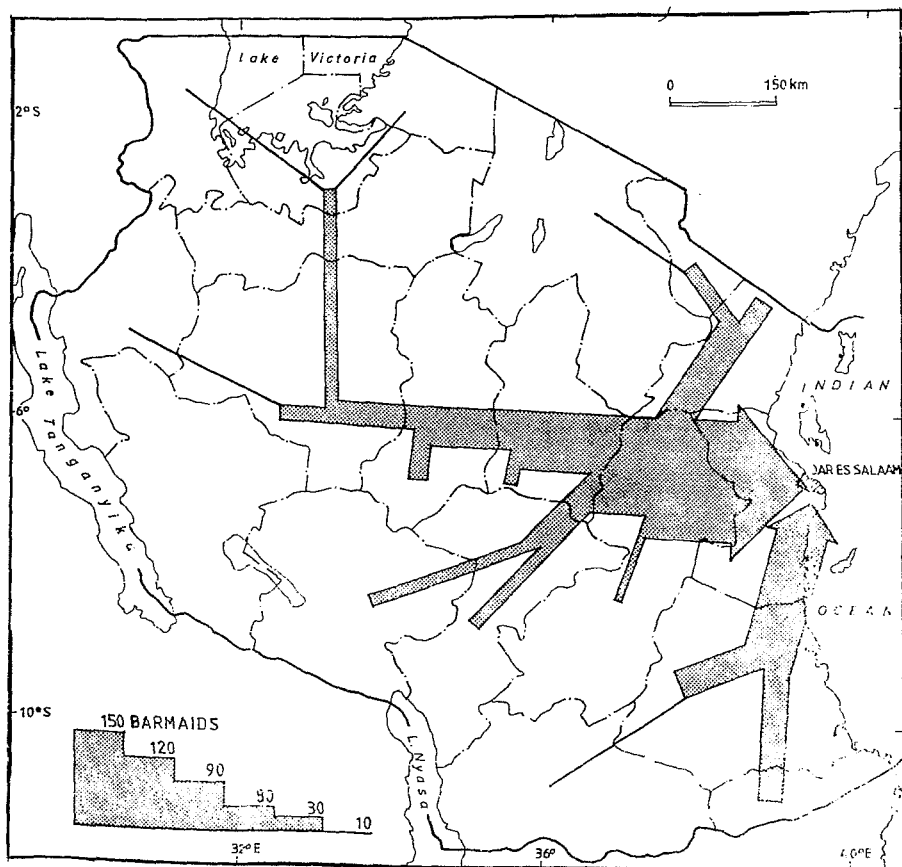 Lake Victoria
0 150 km
2°S
6°
Lake Tanganyika
INDIAN
DAR ES SALAAM
OCEAN
10°S
L. Nyasa
150 BARMAIDS
120
90
30
10
32°E
36°
40°E